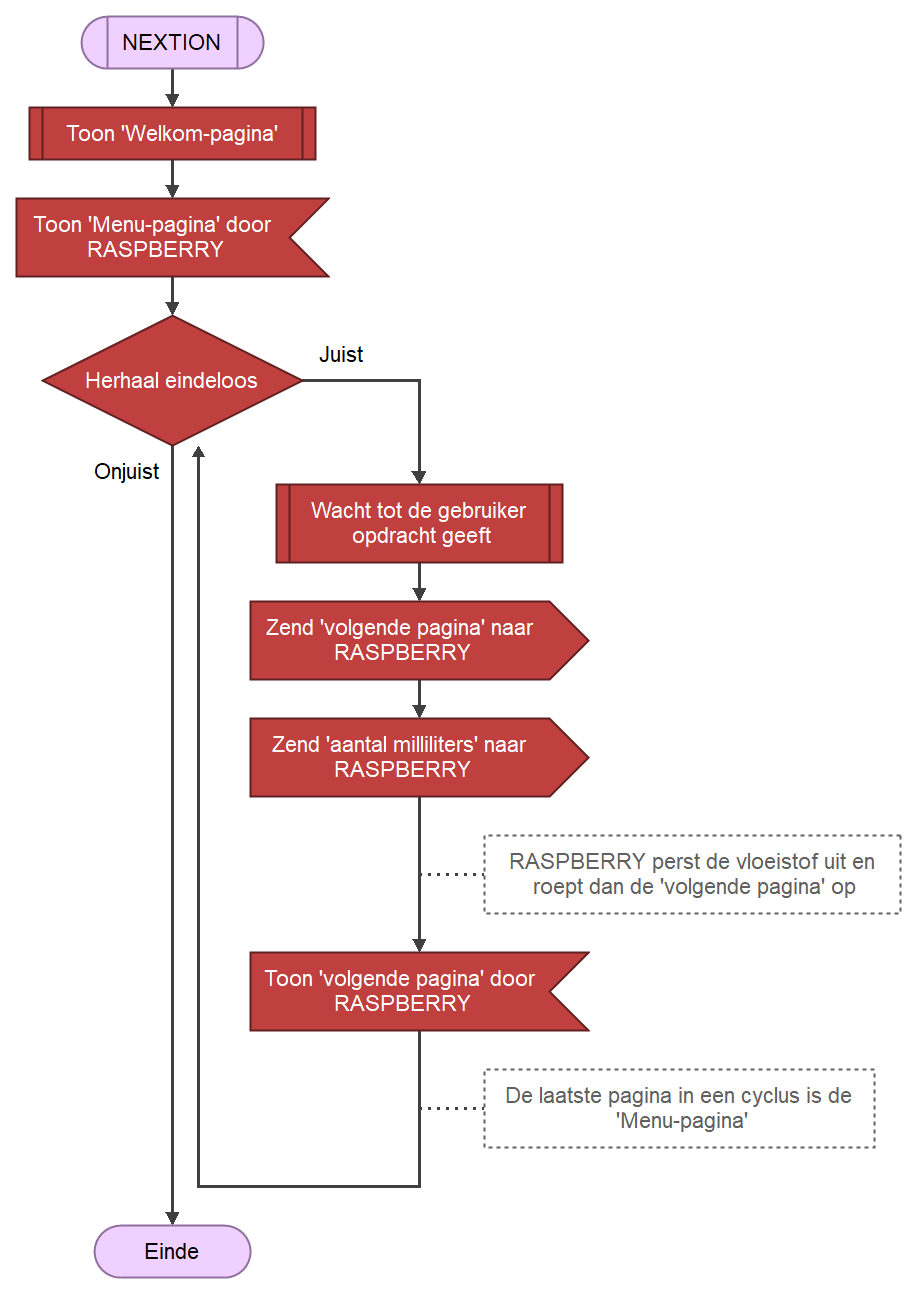 NEXTION
Toon 'Welkom-pagina'
Toon 'Menu-pagina' door
RASPBERRY
Herhaal eindeloos
Juist
Onjuist
Wacht tot de gebruiker
opdracht geeft
Zend 'volgende pagina' naar
RASPBERRY
Zend 'aantal milliliters' naar
RASPBERRY
RASPBERRY perst de vloeistof uit en
roept dan de 'volgende pagina' op
Toon 'volgende pagina' door
RASPBERRY
De laatste pagina in een cyclus is de
'Menu-pagina'
Einde